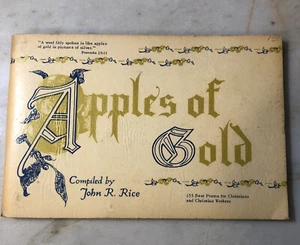 "A word fitly spoken is like apples
of gold in pictures of silver."
Proverbs 25:11
Apples of
Gold
Compiled by
John R. Rice
Best Poems for Christians
and Christian Workers